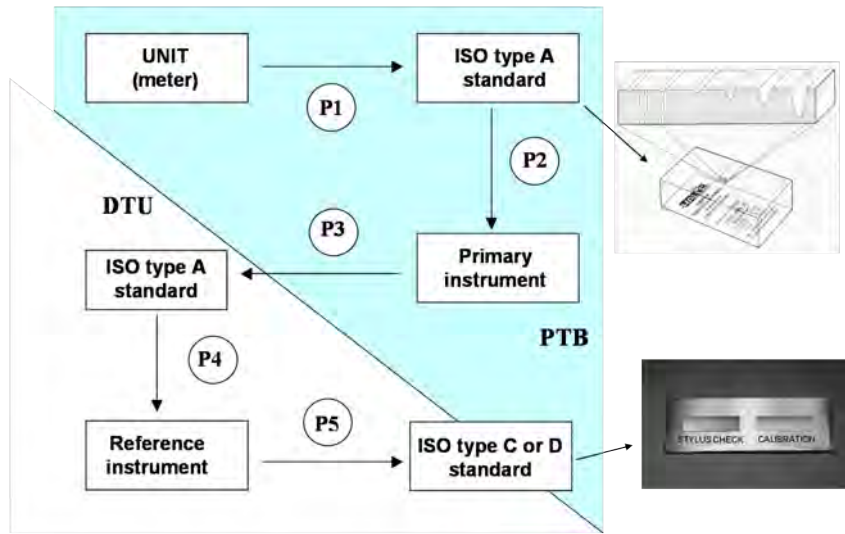 UNIT
(meter)
P1
ISO type A
standard
P2
DTU
P3
ISO type A
standard
Primary
instrument
PTB
P4
P5
Reference
instrument
ISO type C or D
standard
STYLUS CHECK CALIBRATION